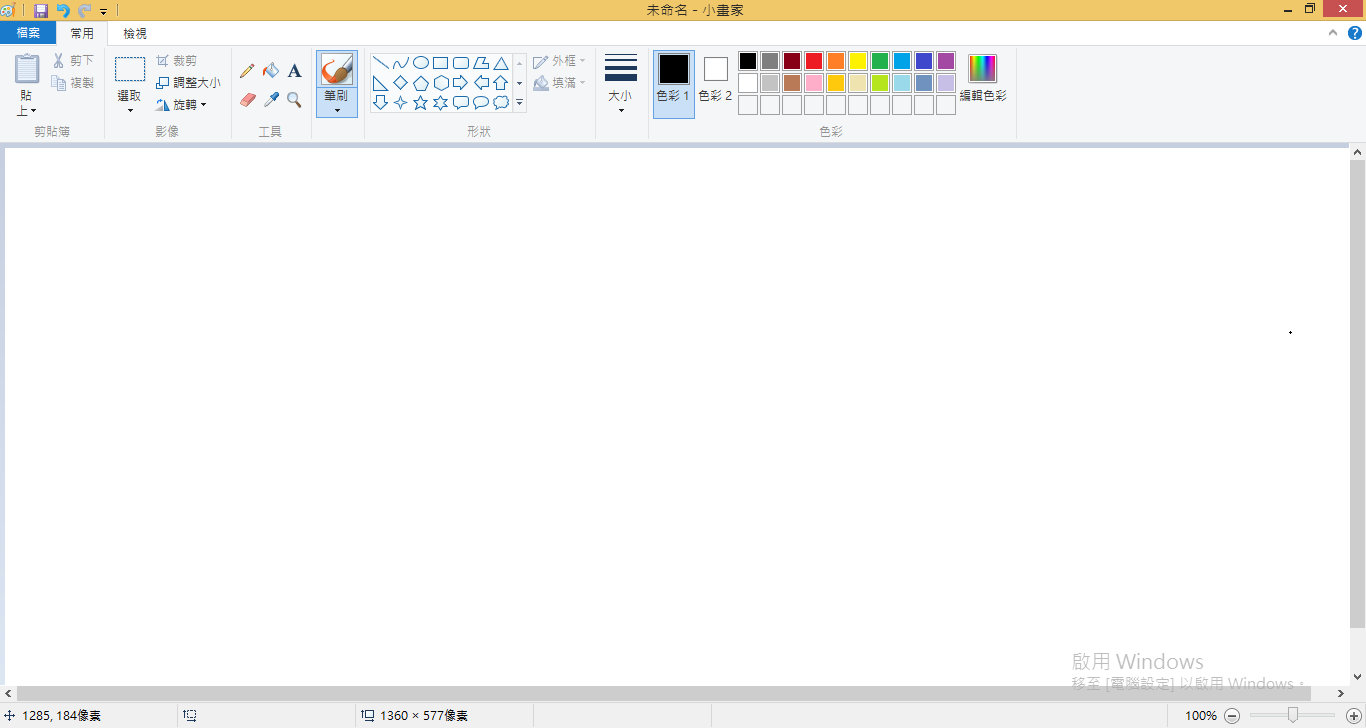 未命名 - 小畫家
檔案
常用
檢視
貼上
剪下
複製
剪貼簿
選取
裁剪
調整大小
旋轉
影像
A
工具
筆刷
外框
填滿
形狀
大小
色彩 1
色彩 2
編輯色彩
色彩
啟用 Windows
移至 [電腦設定] 以啟用 Windows。
1285, 184像素
1360 × 577像素
100%